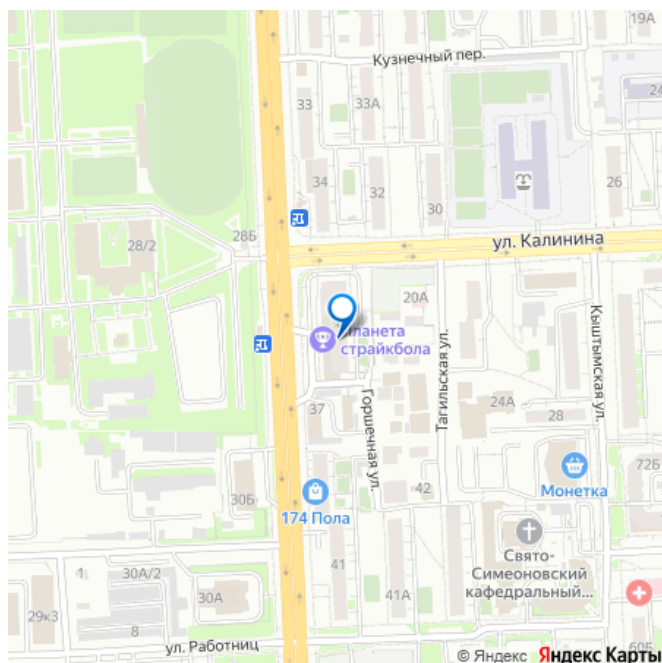 19А
Кузнечный пер.
33
33А
24
34
32
30
26
28Б
28/2
ул. Калинина
20А
Планета
страйкбола
Кыштымская ул.
Тагильская ул.
Горшечная ул.
37
24А
28
72Б
Монетка
42
30Б
174 Пола
Свято-
Симеоновский
кафедральный...
41
41А
1
30А/2
30А
29к3
8
ул. Работниц
60Б
© Яндекс Яндекс Карты